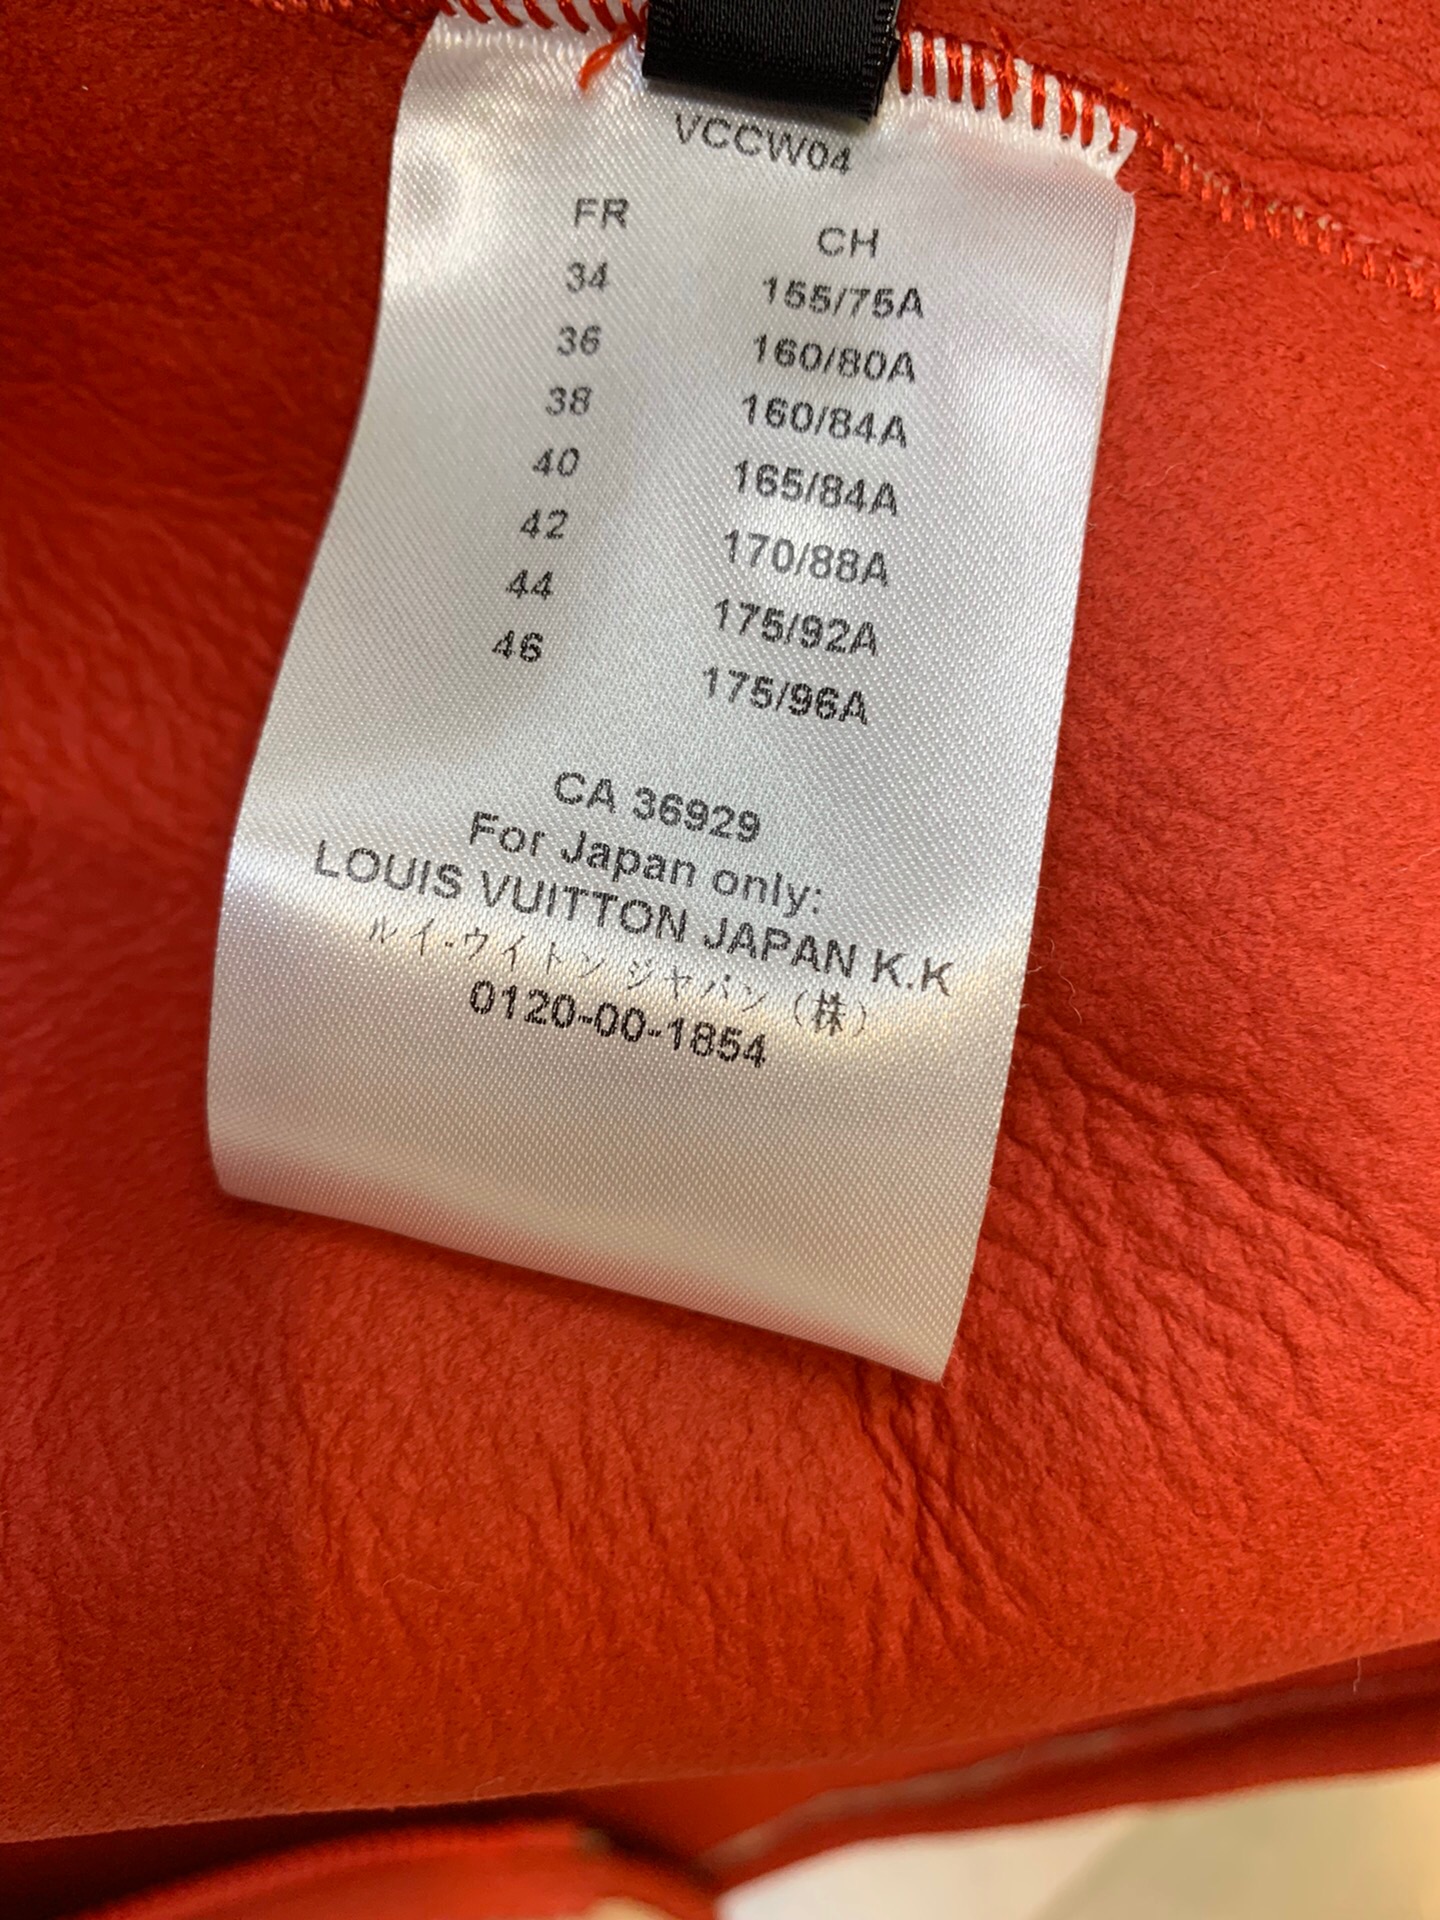 VCCW04
FR CH
34 155/75A
36 160/80A
38 160/84A
40 165/84A
42 170/88A
44 175/92A
46 175/96A
CA 36929
For Japan only:
LOUIS VUITTON JAPAN K.K
ルイ-ウイトン ジャパン（株）
0120-00-1854